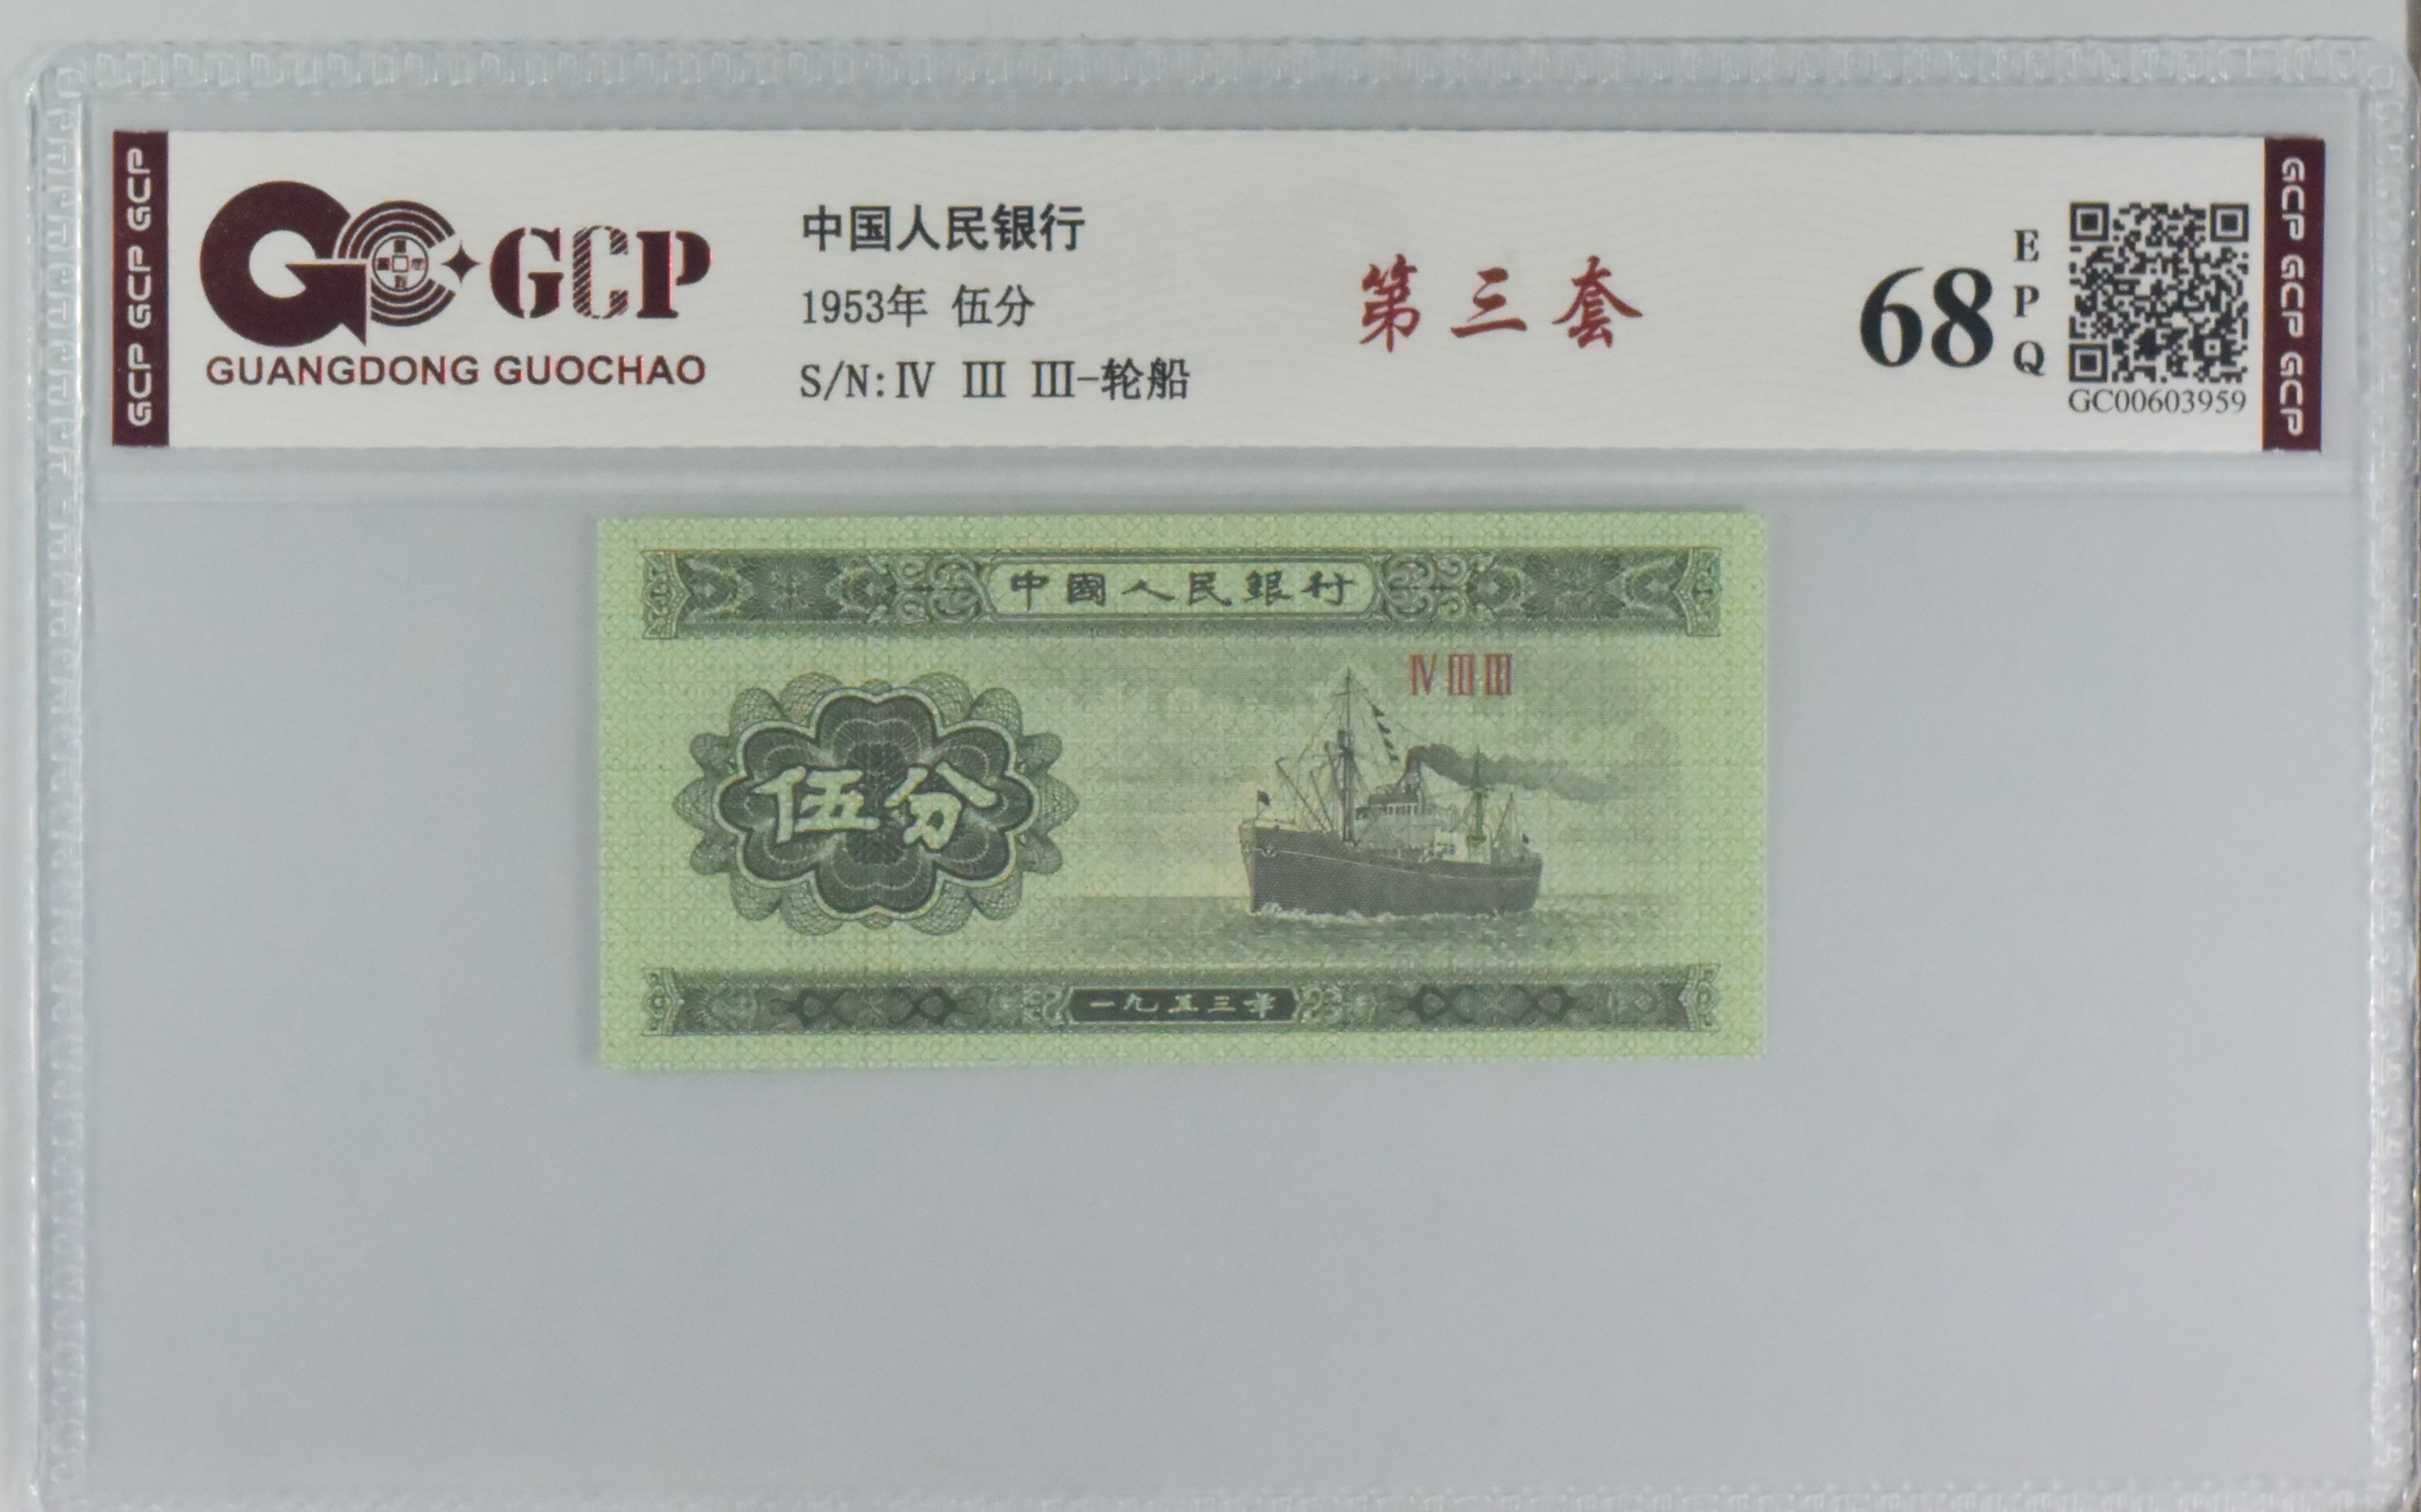 GCP GCP GCP
GCP
GUANGDONG GUOCHAO
中国人民银行
1953年 伍分
S/N:Ⅳ Ⅲ Ⅲ-轮船
第三套
68
EPQ
GC00603959
GCP GCP GCP
中國人民銀行
ⅣⅢⅢ
伍分
一九五三年